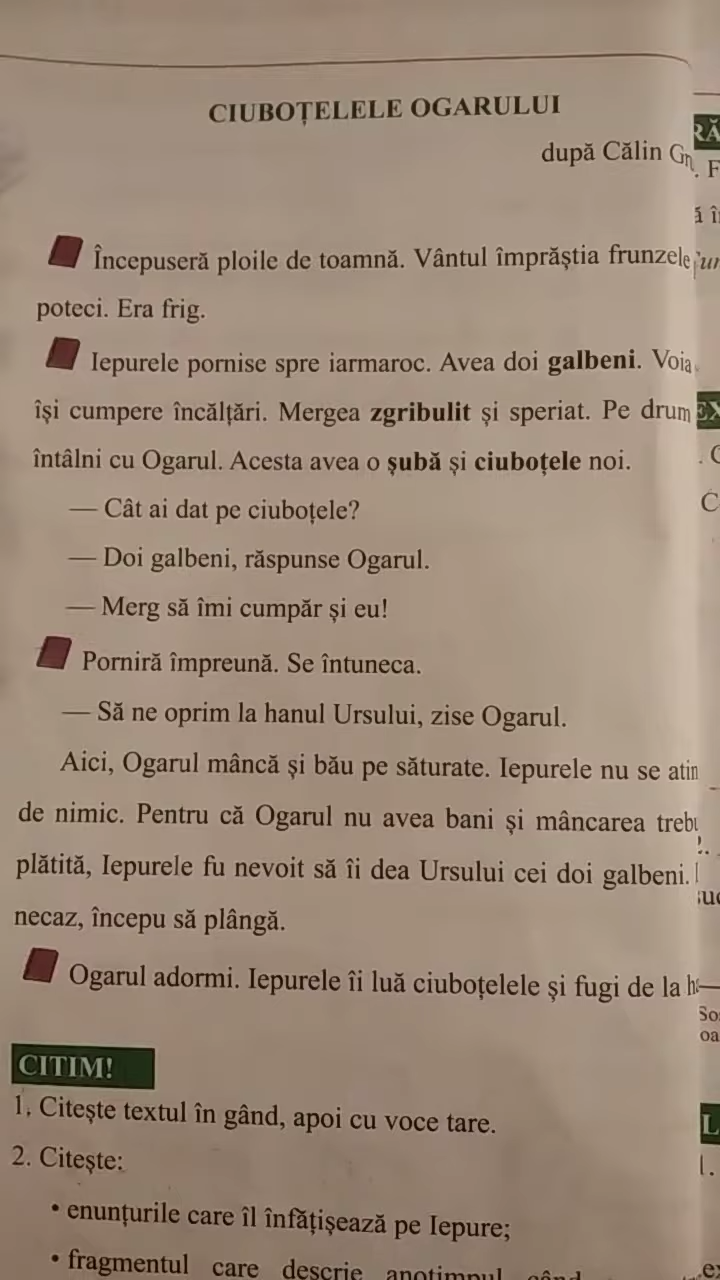 CIUBOȚELELE OGARULUI
după Călin
Începuseră ploile de toamnă. Vântul împrăștia frunzele
poteci. Era frig.
Iepurele pornise spre iarmaroc. Avea doi galbeni. Voia
își cumpere încălțări. Mergea zgribulit și speriat. Pe drum
întâlni cu Ogarul. Acesta avea o șubă și ciuboțele noi.
— Cât ai dat pe ciuboțele?
— Doi galbeni, răspunse Ogarul.
— Merg să îmi cumpăr și eu!
Porniră împreună. Se întuneca.
— Să ne oprim la hanul Ursului, zise Ogarul.
Aici, Ogarul mâncă și bău pe săturate. Iepurele nu se
de nimic. Pentru că Ogarul nu avea bani și mâncarea
plătită, Iepurele fu nevoit să îi dea Ursului cei doi galbeni.
necaz, începu să plângă.
Ogarul adormi. Iepurele îi luă ciuboțelele și fugi de la
CITIM!
1. Citește textul în gând, apoi cu voce tare.
2. Citește:
• enunțurile care îl înfățișează pe Iepure;
• fragmentul care descrie anotimpul când